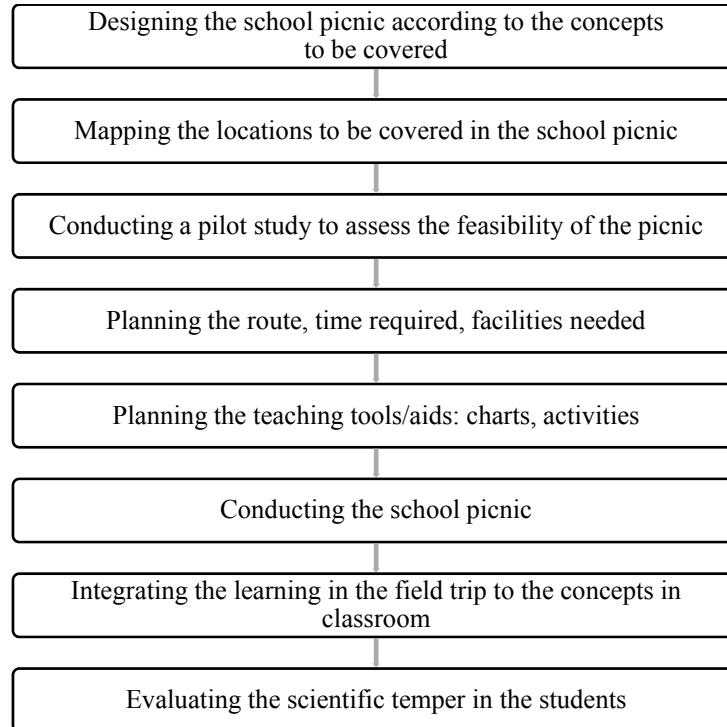 Designing the school picnic according to the concepts
to be covered
Mapping the locations to be covered in the school picnic
Conducting a pilot study to assess the feasibility of the picnic
Planning the route, time required, facilities needed
Planning the teaching tools/aids: charts, activities
Conducting the school picnic
Integrating the learning in the field trip to the concepts in
classroom
Evaluating the scientific temper in the students